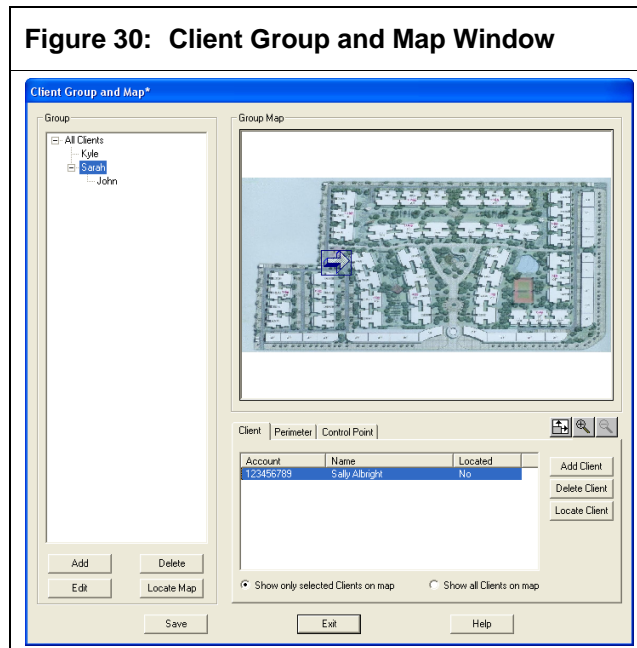 Figure 30: Client Group and Map Window
Client Group and Map*
Group
All Clients
Kyle
Sarah
John
Add Delete
Edit Locate Map
Group Map
Client Perimeter Control Point
Account Name Located
123456789 Sally Albright No
Add Client
Delete Client
Locate Client
Show only selected Clients on map Show all Clients on map
Save Exit Help